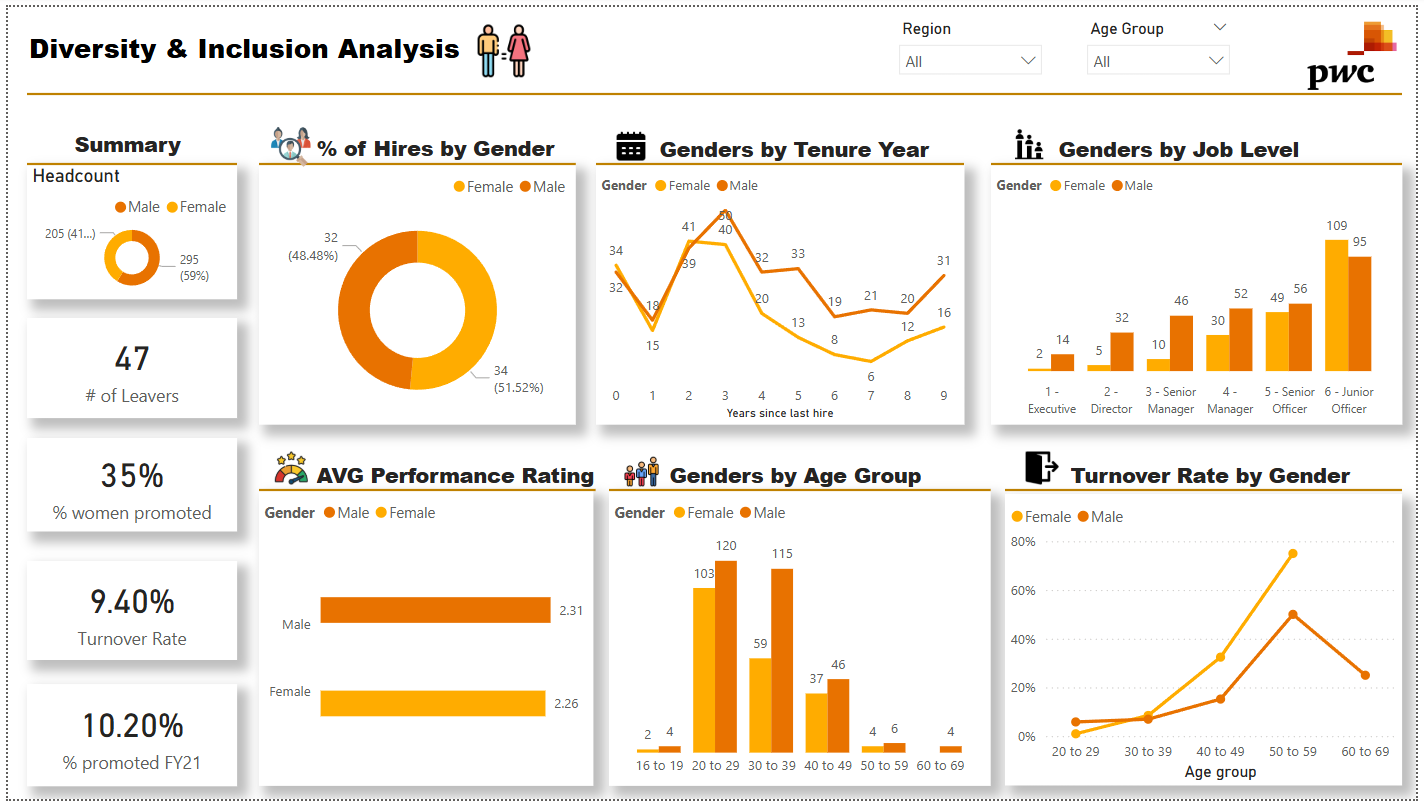 Diversity & Inclusion Analysis
Region
All
Age Group
All
pwc
Summary
Headcount
Male Female
205 (41...)
295
(59%)
47
# of Leavers
35%
% women promoted
9.40%
Turnover Rate
10.20%
% promoted FY21
% of Hires by Gender
Female Male
32
(48.48%)
34
(51.52%)
Genders by Tenure Year
Gender Female Male
34 32 18 15 41 39 50 40 32 20 33 13 19 8 21 6 20 12 31 16
0 1 2 3 4 5 6 7 8 9
Years since last hire
Genders by Job Level
Gender Female Male
2 14 5 32 10 46 30 52 49 56 109 95
1 -
Executive
2 -
Director
3 - Senior
Manager
4 -
Manager
5 - Senior
Officer
6 - Junior
Officer
AVG Performance Rating
Gender Male Female
Male 2.31
Female 2.26
Genders by Age Group
Gender Female Male
2 4 103 120 59 115 37 46 4 6 4
16 to 19 20 to 29 30 to 39 40 to 49 50 to 59 60 to 69
Turnover Rate by Gender
Female Male
80%
60%
40%
20%
0%
20 to 29 30 to 39 40 to 49 50 to 59 60 to 69
Age group